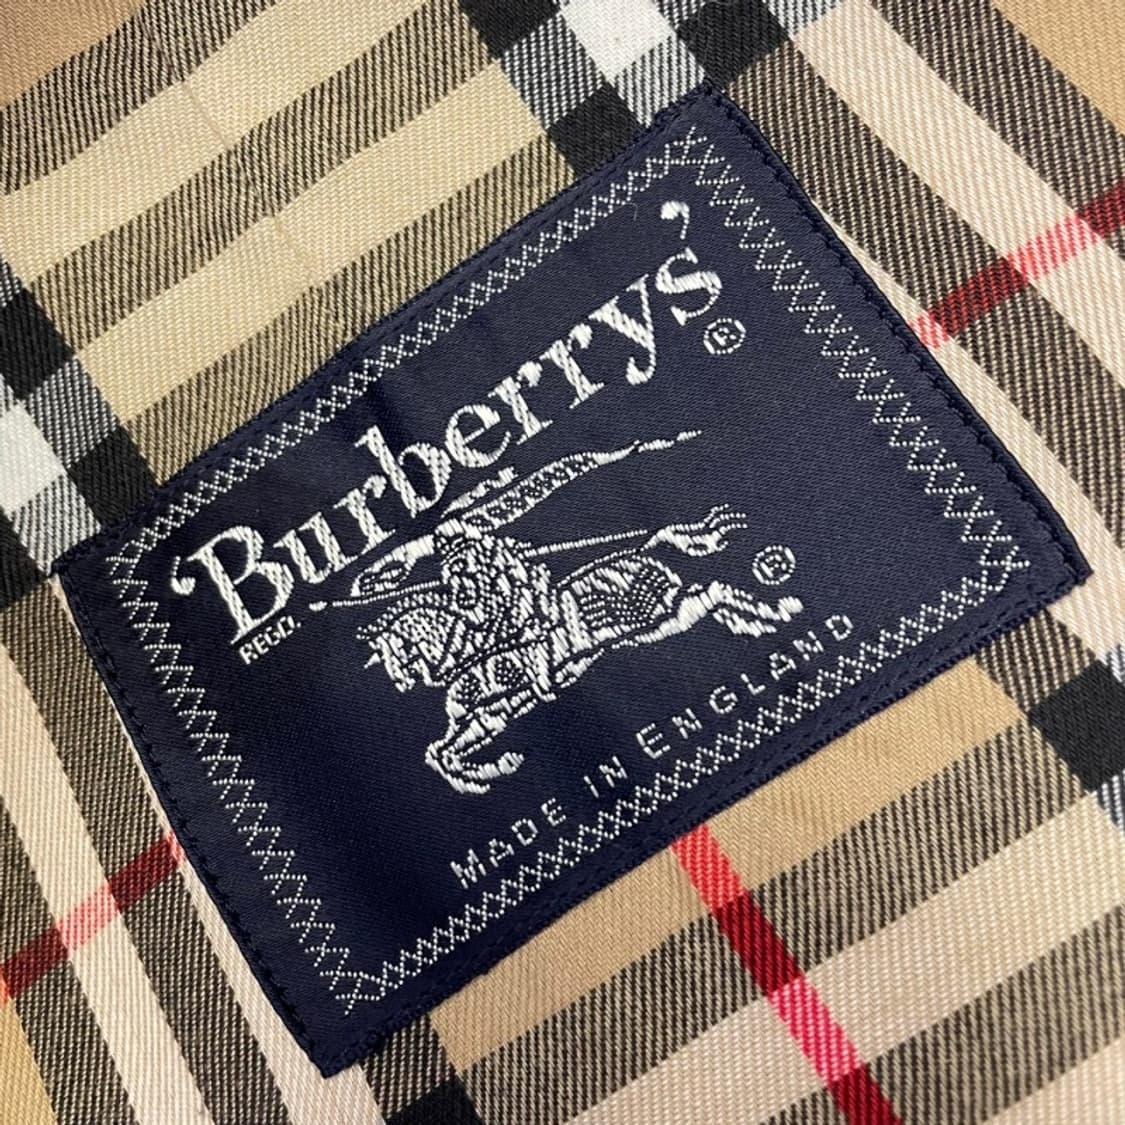 Burberrys'®
REGD.
®
MADE IN ENGLAND